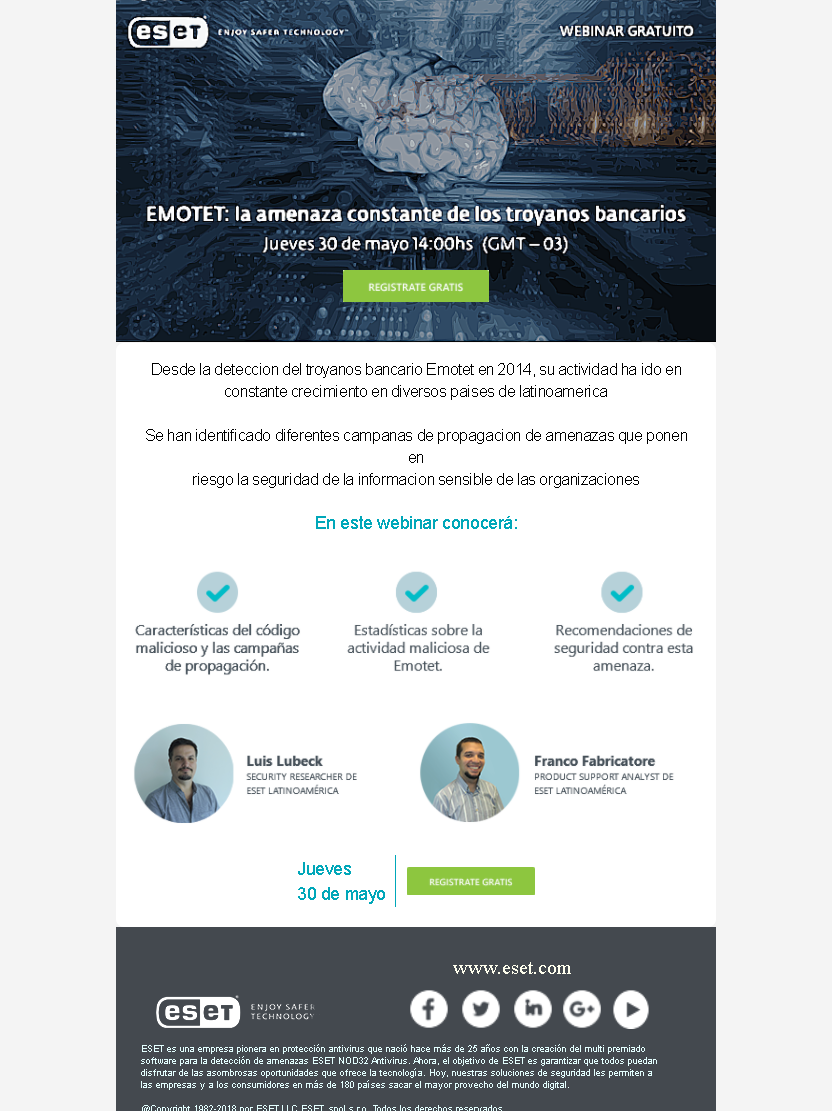 eset ENJOY SAFER TECHNOLOGY™
WEBINAR GRATUITO
EMOTET: la amenaza constante de los troyanos bancarios
Jueves 30 de mayo 14:00hs (GMT – 03)
REGISTRATE GRATIS
Desde la deteccion del troyanos bancario Emotet en 2014, su actividad ha ido en
constante crecimiento en diversos paises de latinoamerica
Se han identificado diferentes campanas de propagacion de amenazas que ponen
en
riesgo la seguridad de la informacion sensible de las organizaciones
En este webinar conocerá:
Características del código
malicioso y las campañas
de propagación.
Estadísticas sobre la
actividad maliciosa de
Emotet.
Recomendaciones de
seguridad contra esta
amenaza.
Luis Lubeck
SECURITY RESEARCHER DE
ESET LATINOAMÉRICA
Franco Fabricatore
PRODUCT SUPPORT ANALYST DE
ESET LATINOAMÉRICA
Jueves
30 de mayo
REGISTRATE GRATIS
www.eset.com
eset ENJOY SAFER
TECHNOLOGY
ESET es una empresa pionera en protección antivirus que nació hace más de 25 años con la creación del multi premiado
software para la detección de amenazas ESET NOD32 Antivirus. Ahora, el objetivo de ESET es garantizar que todos puedan
disfrutar de las asombrosas oportunidades que ofrece la tecnología. Hoy, nuestras soluciones de seguridad les permiten a
las empresas y a los consumidores en más de 180 países sacar el mayor provecho del mundo digital.
@Copyright 1982-2018 por ESET LLC ESET, spol s.r.o. Todos los derechos reservados